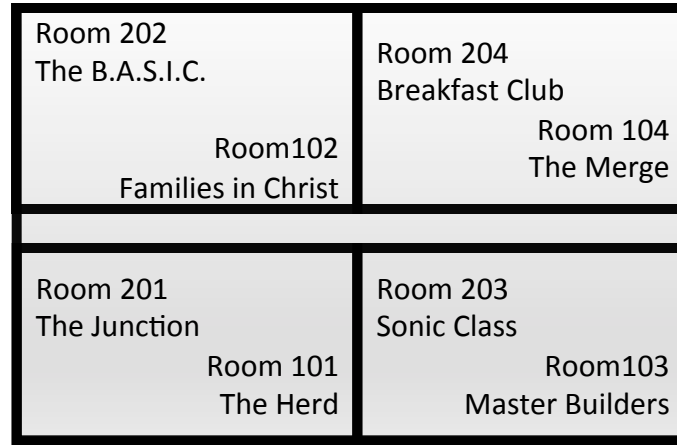 Room 202
The B.A.S.I.C.
Room102
Families in Christ
Room 204
Breakfast Club
Room 104
The Merge
Room 201
The Junction
Room 101
The Herd
Room 203
Sonic Class
Room103
Master Builders